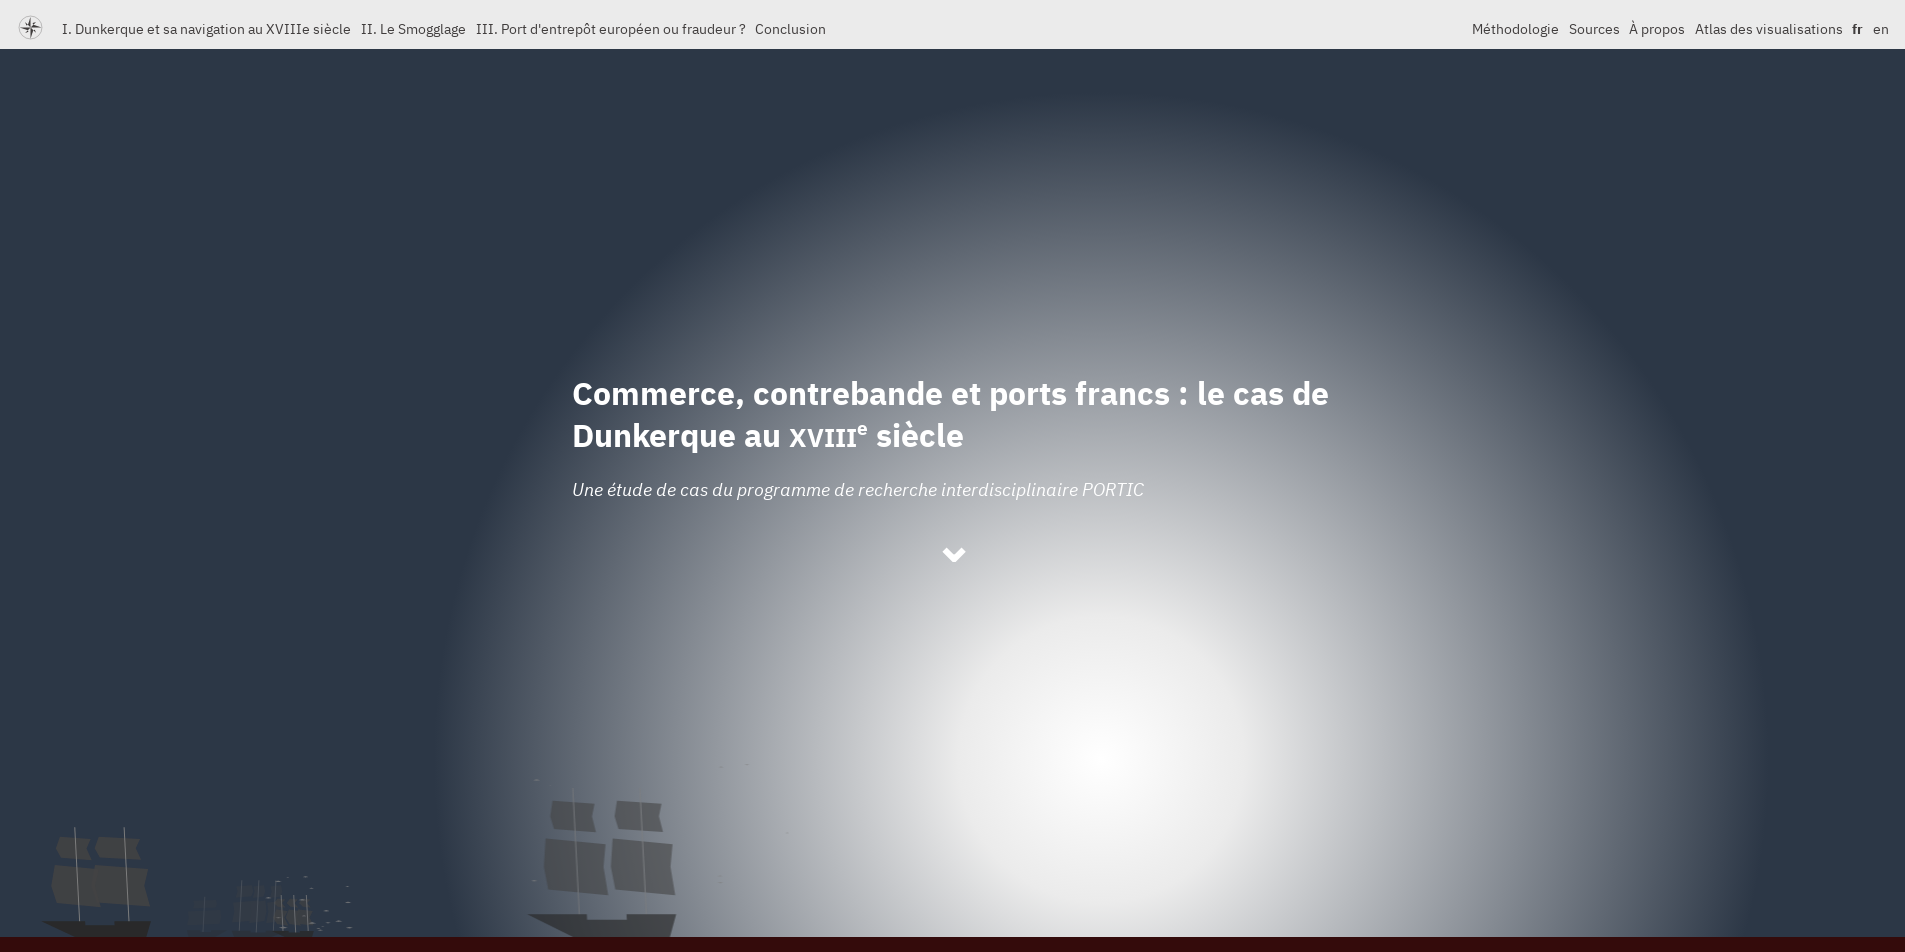 I. Dunkerque et sa navigation au XVIIIe siècle II. Le Smogglage III. Port d'entrepôt européen ou fraudeur ? Conclusion Méthodologie Sources À propos Atlas des visualisations fr en
Commerce, contrebande et ports francs : le cas de
Dunkerque au XVIIIe siècle
Une étude de cas du programme de recherche interdisciplinaire PORTIC